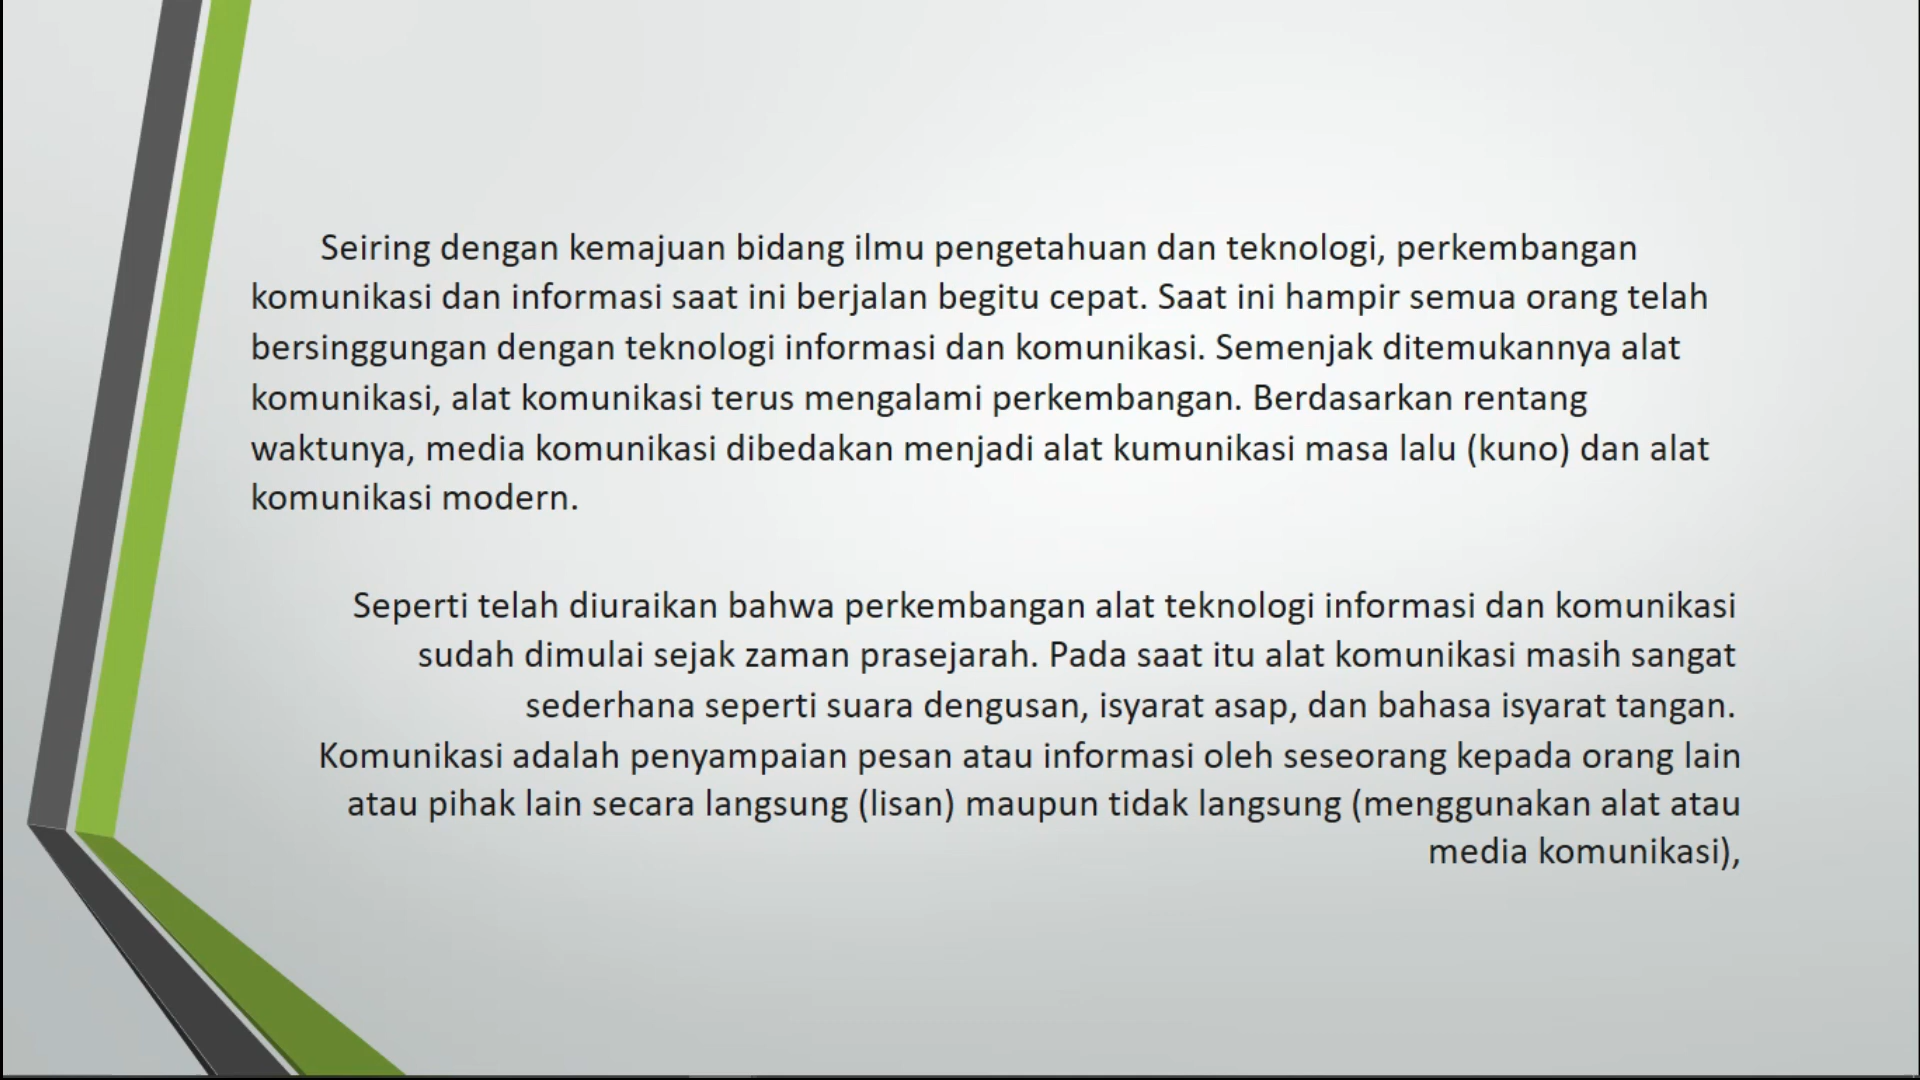 Seiring dengan kemajuan bidang ilmu pengetahuan dan teknologi, perkembangan
komunikasi dan informasi saat ini berjalan begitu cepat. Saat ini hampir semua orang telah
bersinggungan dengan teknologi informasi dan komunikasi. Semenjak ditemukannya alat
komunikasi, alat komunikasi terus mengalami perkembangan. Berdasarkan rentang
waktunya, media komunikasi dibedakan menjadi alat kumunikasi masa lalu (kuno) dan alat
komunikasi modern.
Seperti telah diuraikan bahwa perkembangan alat teknologi informasi dan komunikasi
sudah dimulai sejak zaman prasejarah. Pada saat itu alat komunikasi masih sangat
sederhana seperti suara dengusan, isyarat asap, dan bahasa isyarat tangan.
Komunikasi adalah penyampaian pesan atau informasi oleh seseorang kepada orang lain
atau pihak lain secara langsung (lisan) maupun tidak langsung (menggunakan alat atau
media komunikasi),